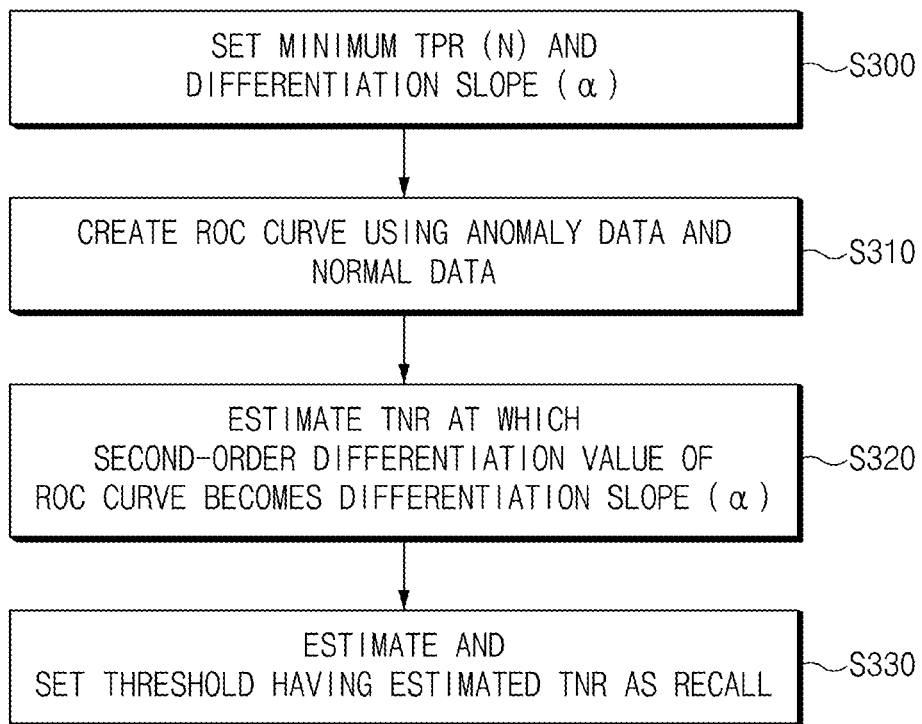 SET MINIMUM TPR (N) AND
DIFFERENTIATION SLOPE (α)
S300
CREATE ROC CURVE USING ANOMALY DATA AND
NORMAL DATA
S310
ESTIMATE TNR AT WHICH
SECOND-ORDER DIFFERENTIATION VALUE OF
ROC CURVE BECOMES DIFFERENTIATION SLOPE (α)
S320
ESTIMATE AND
SET THRESHOLD HAVING ESTIMATED TNR AS RECALL
S330